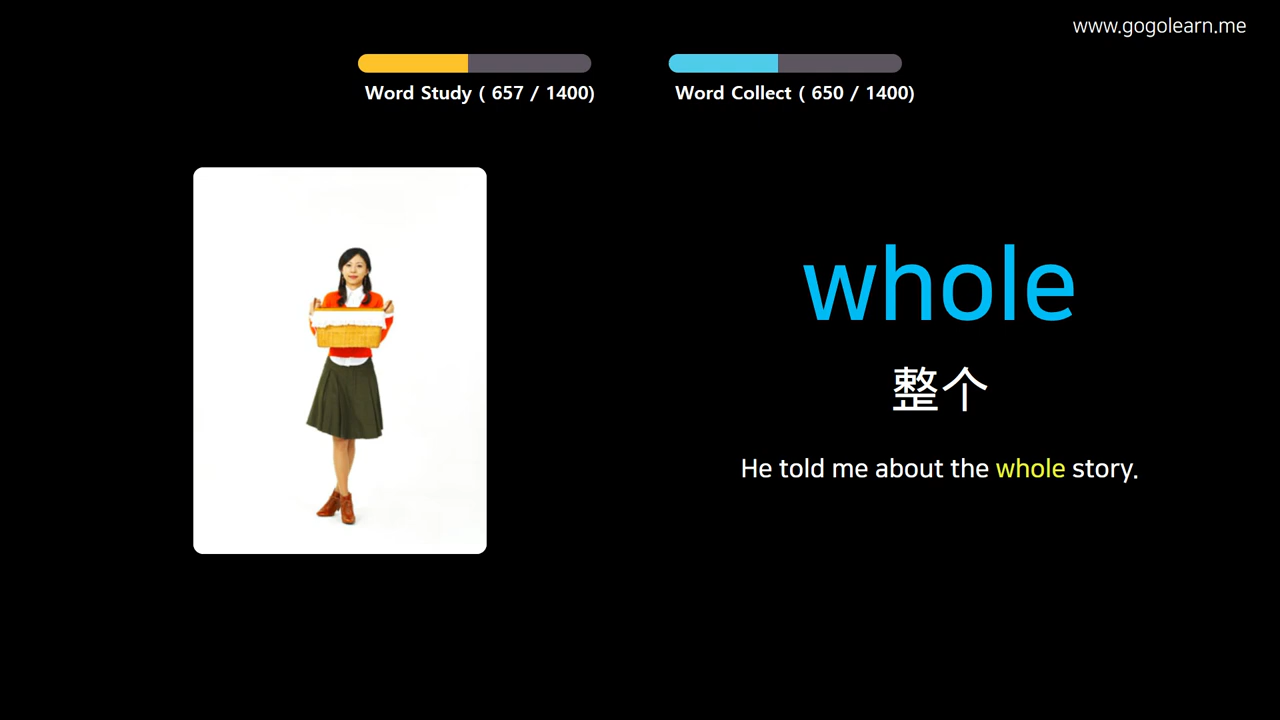 www.gogolearn.me
Word Study ( 657 / 1400)
Word Collect ( 650 / 1400)
whole
整个
He told me about the whole story.